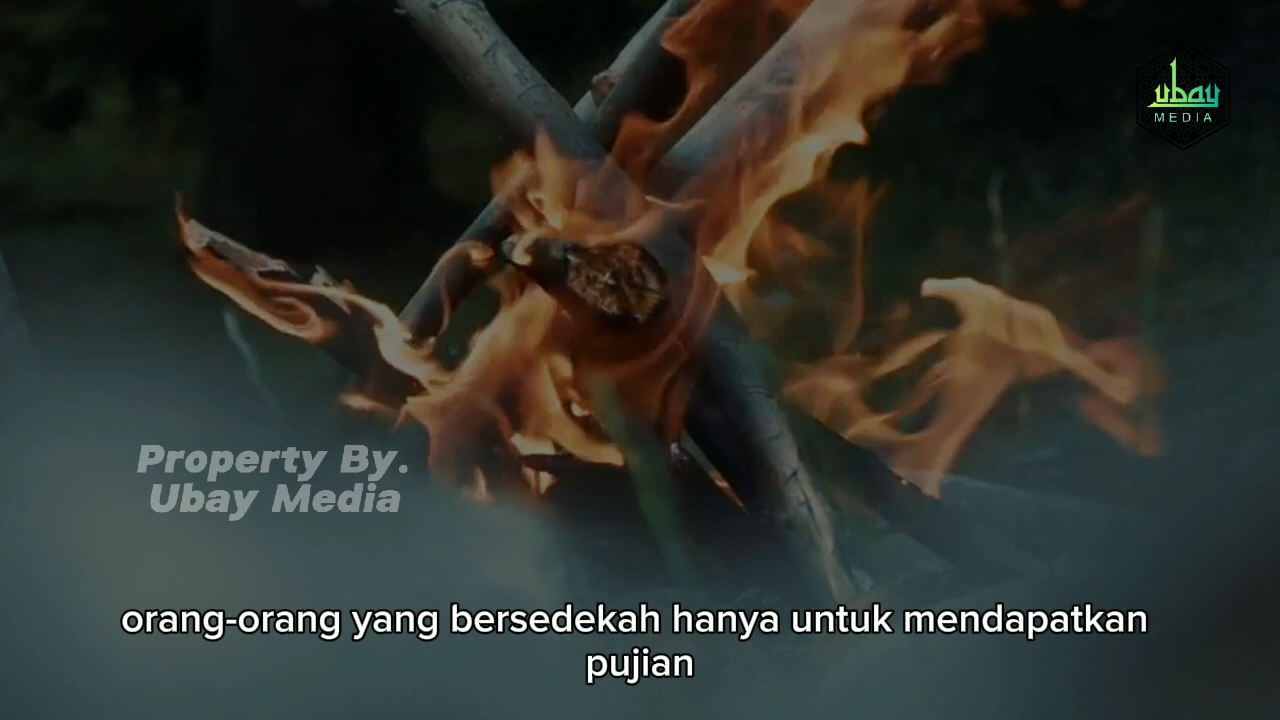 ubay
MEDIA
Property By.
Ubay Media
orang-orang yang bersedekah hanya untuk mendapatkan
pujian